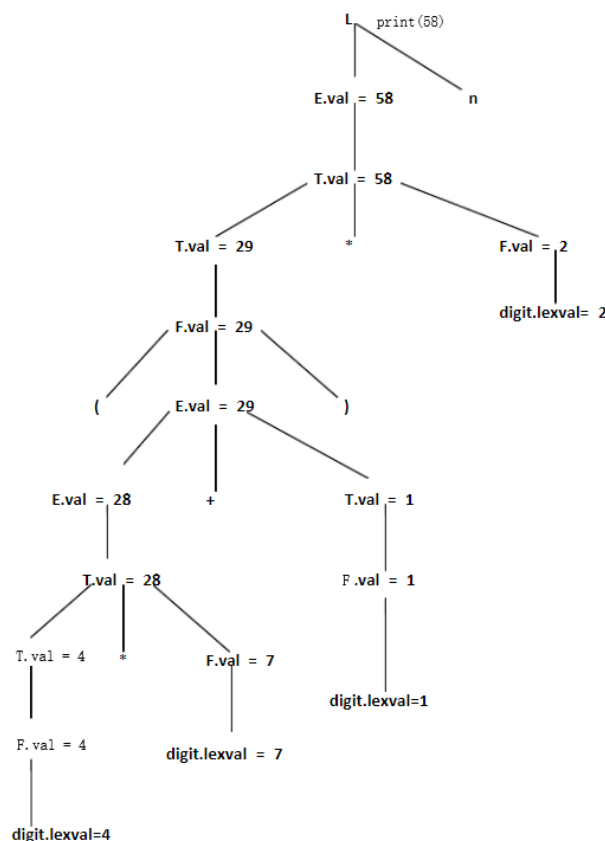 L print(58)
E.val = 58 n
T.val = 58
T.val = 29 * F.val = 2
digit.lexval= 2
F.val = 29
( E.val = 29 )
E.val = 28 + T.val = 1
T.val = 28 F .val = 1
T.val = 4 * F.val = 7
digit.lexval=1
F.val = 4 digit.lexval = 7
digit.lexval=4